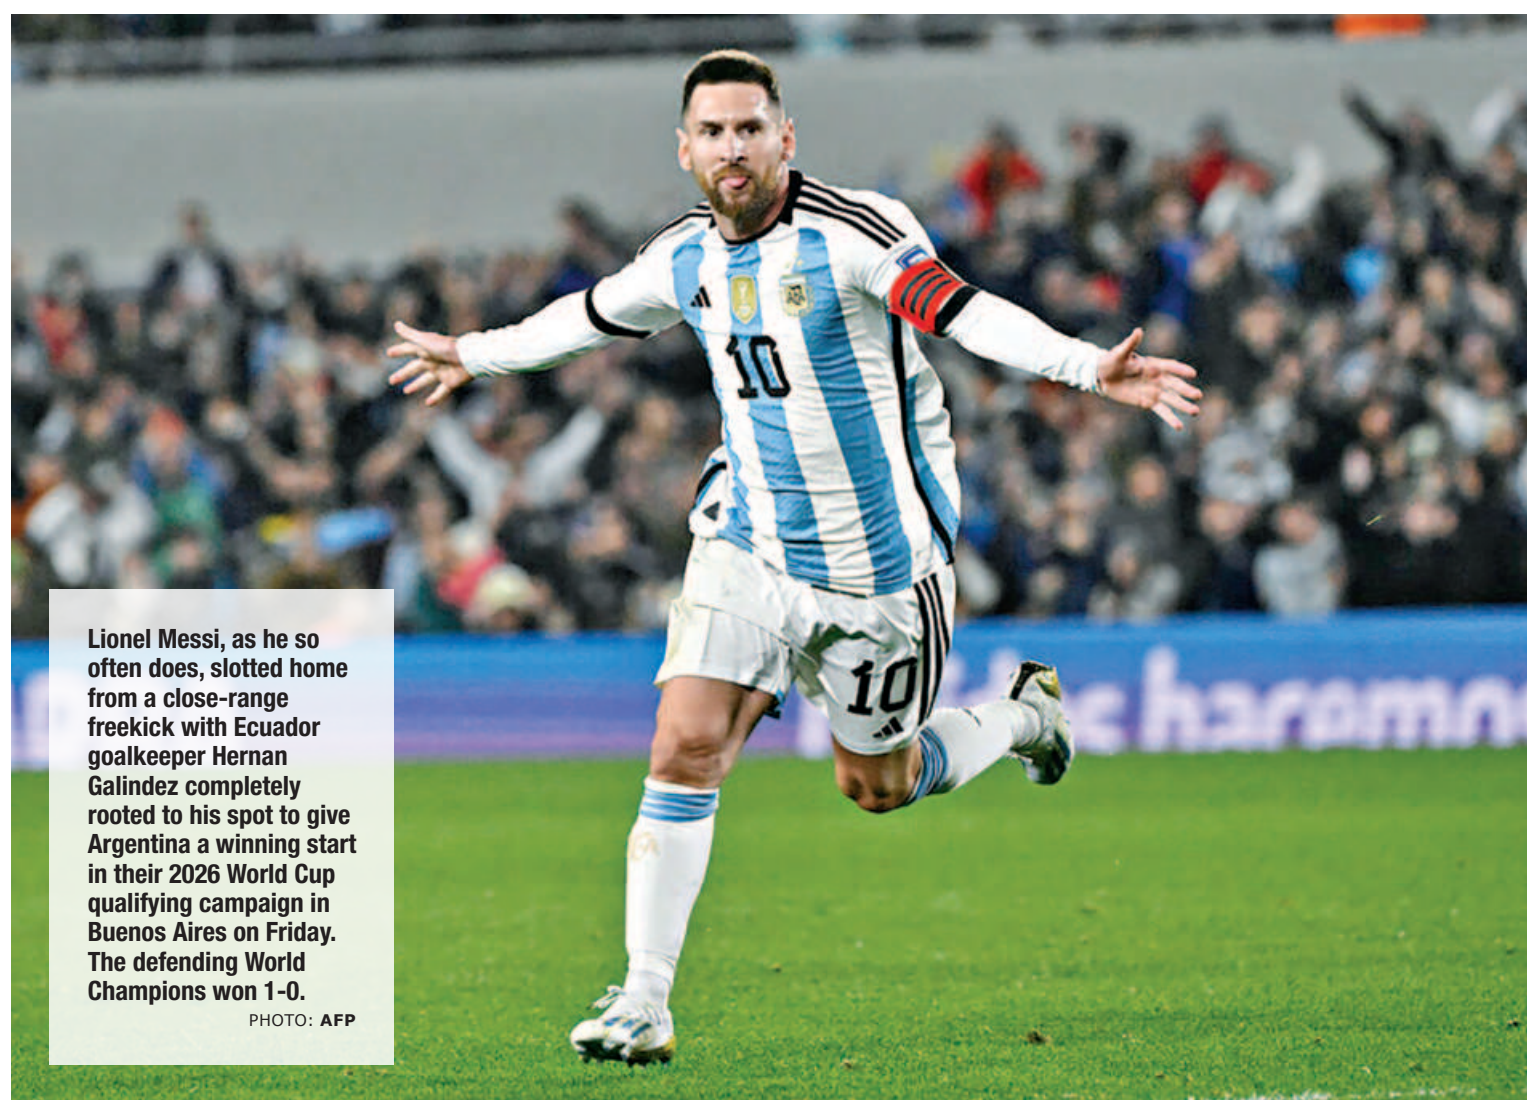 10
10
des haremos
Lionel Messi, as he so
often does, slotted home
from a close-range
freekick with Ecuador
goalkeeper Hernan
Galindez completely
rooted to his spot to give
Argentina a winning start
in their 2026 World Cup
qualifying campaign in
Buenos Aires on Friday.
The defending World
Champions won 1-0.
PHOTO: AFP